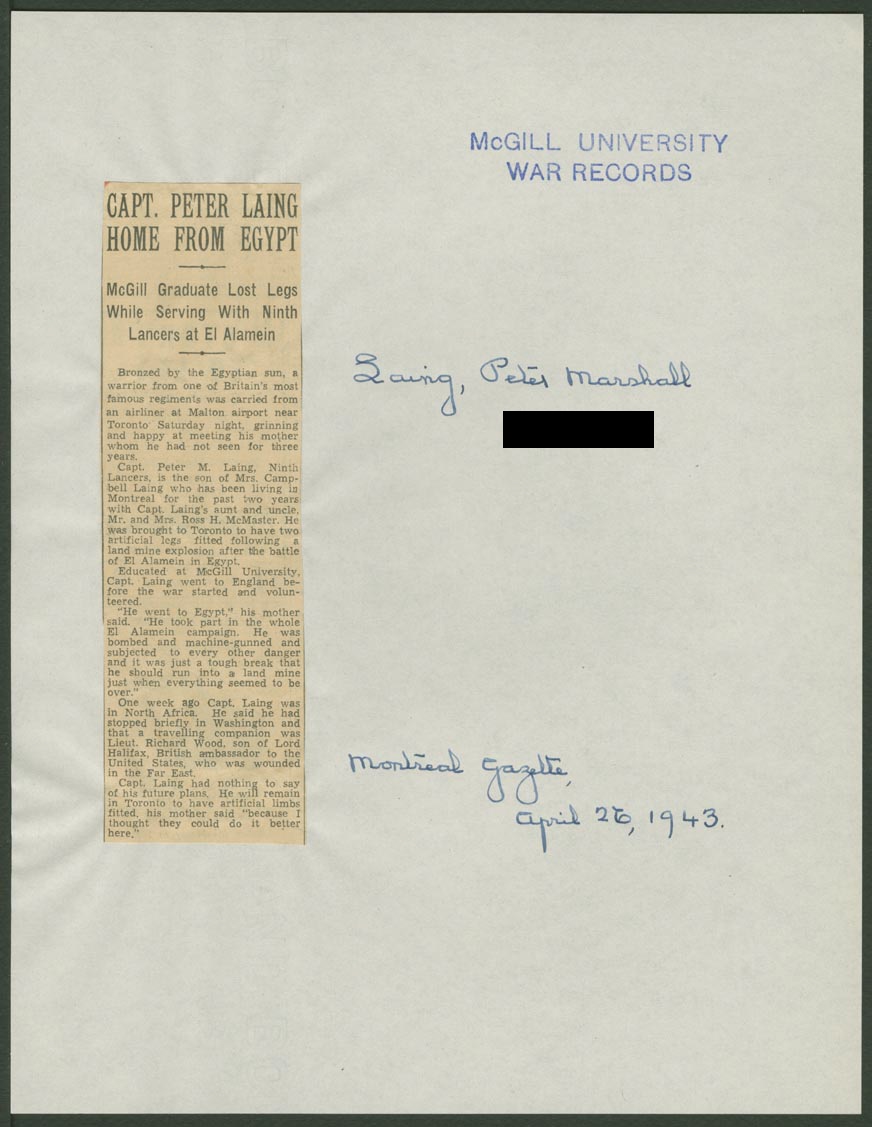 McGILL UNIVERSITY
WAR RECORDS
CAPT. PETER LAING
HOME FROM EGYPT
McGill Graduate Lost Legs
While Serving With Ninth
Lancers at El Alamein
Bronzed by the Egyptian sun, a
warrior from one of Britain's most
famous regiments was carried from
an airliner at Malton airport near
Toronto Saturday night, grinning
and happy at meeting his mother
whom he had not seen for three
years.
Capt. Peter M. Laing, Ninth
Lancers, is the son of Mrs. Camp-
bell Laing who has been living in
Montreal for the past two years
with Capt. Laing's aunt and uncle,
Mr. and Mrs. Ross H. McMaster. He
was brought to Toronto to have two
artificial legs fitted following a
land mine explosion after the battle
of El Alamein in Egypt.
Educated at McGill University,
Capt. Laing went to England be-
fore the war started and volun-
teered.
"He went to Egypt," his mother
said. "He took part in the whole
El Alamein campaign. He was
bombed and machine-gunned and
subjected to every other danger
and it was just a tough break that
he should run into a land mine
just when everything seemed to be
over."
One week ago Capt. Laing was
in North Africa. He said he had
stopped briefly in Washington and
that a travelling companion was
Lieut. Richard Wood, son of Lord
Halifax, British ambassador to the
United States, who was wounded
in the Far East.
Capt. Laing had nothing to say
of his future plans. He will remain
in Toronto to have artificial limbs
fitted, his mother said "because I
thought they could do it better
here."
Laing, Peter Marshall
Montreal Gazette,
April 26, 1943.